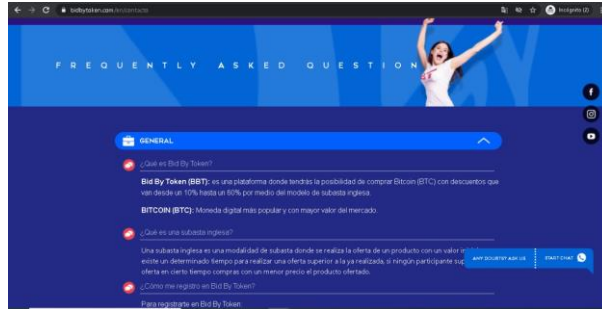 bidbytoken.com/en/contacto
Incógnito (2)
FREQUENTLY ASKED QUESTION
GENERAL
¿Qué es Bid By Token?
Bid By Token (BBT): es una plataforma donde tendrás la posibilidad de comprar Bitcoin (BTC) con descuentos que
van desde un 10% hasta un 60% por medio del modelo de subasta inglesa.
BITCOIN (BTC): Moneda digital más popular y con mayor valor del mercado.
¿Qué es una subasta inglesa?
Una subasta inglesa es una modalidad de subasta donde se realiza la oferta de un producto con un valor
existe un determinado tiempo para realizar una oferta superior a la ya realizada, si ningún participante
oferta en cierto tiempo compras con un menor precio el producto ofertado.
ANY DOUBTS? ASK US
START CHAT
¿Cómo me registro en Bid By Token?
Para registrarte en Bid By Token: